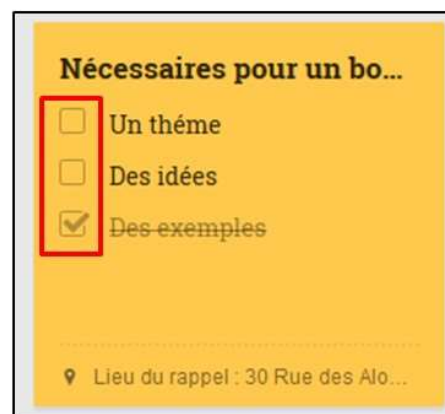 Nécessaires pour un bo...
Un théme
Des idées
Des exemples
Lieu du rappel : 30 Rue des Alo...